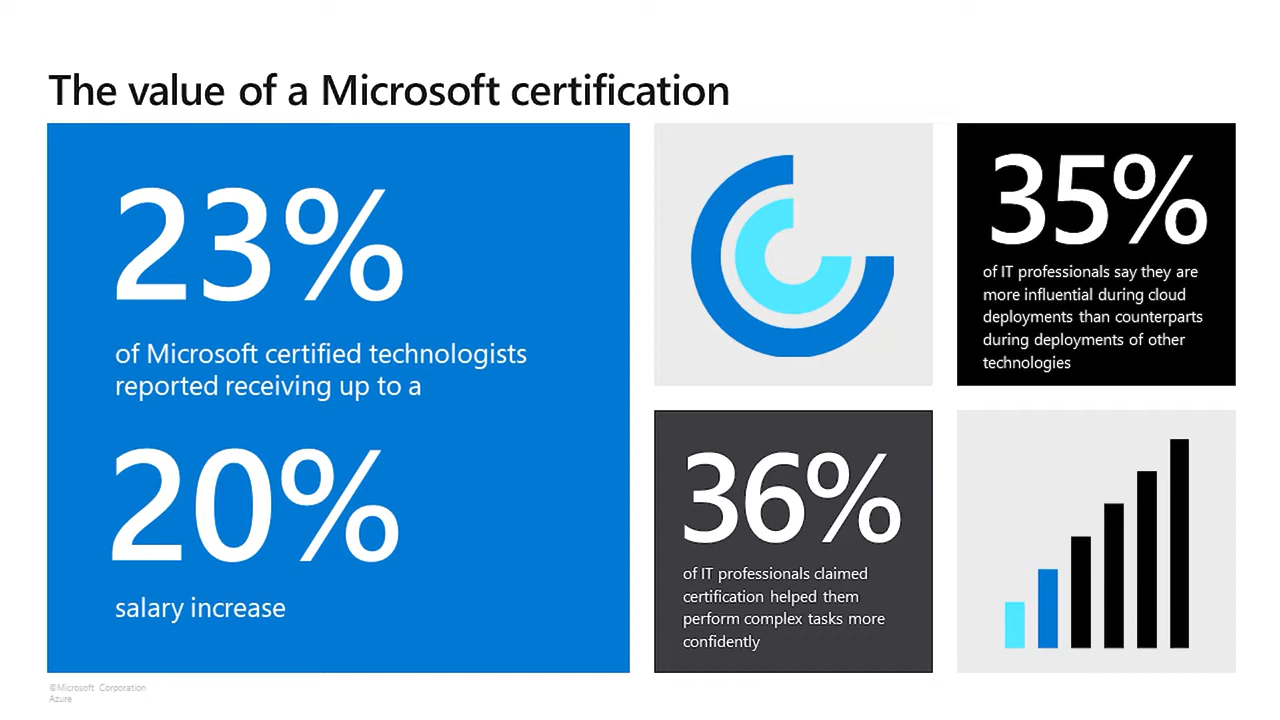 The value of a Microsoft certification
23%
of Microsoft certified technologists
reported receiving up to a
20%
salary increase
35%
of IT professionals say they are
more influential during cloud
deployments than counterparts
during deployments of other
technologies
36%
of IT professionals claimed
certification helped them
perform complex tasks more
confidently
©Microsoft Corporation
Azure